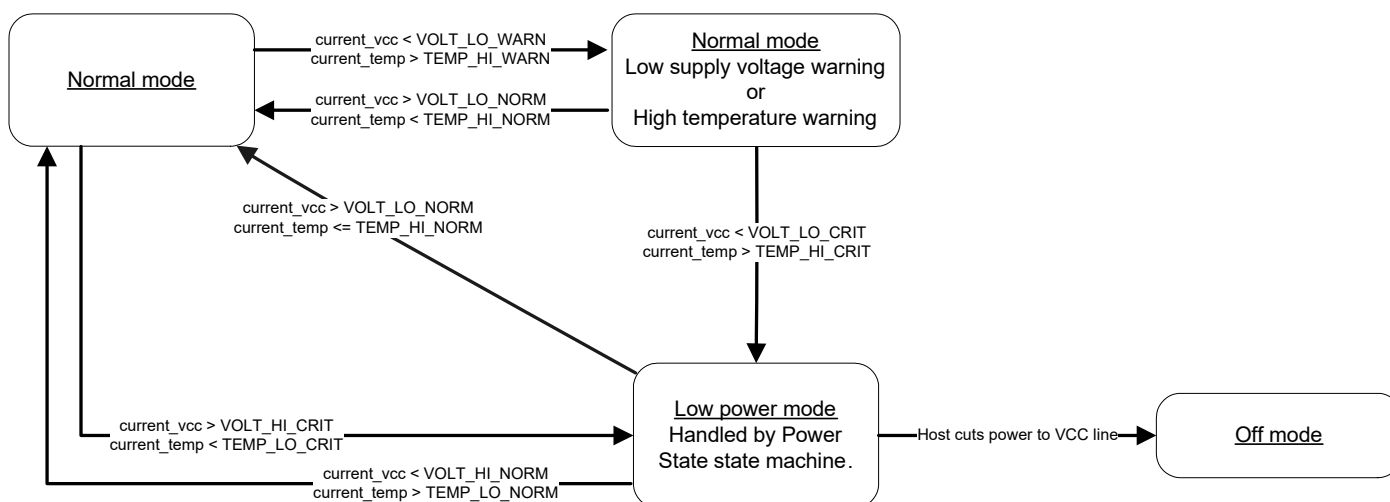 Normal mode
current_vcc < VOLT_LO_WARN
current_temp > TEMP_HI_WARN
current_vcc > VOLT_LO_NORM
current_temp < TEMP_HI_NORM
Normal mode
Low supply voltage warning
or
High temperature warning
current_vcc > VOLT_LO_NORM
current_temp <= TEMP_HI_NORM
current_vcc < VOLT_LO_CRIT
current_temp > TEMP_HI_CRIT
current_vcc > VOLT_HI_CRIT
current_temp < TEMP_LO_CRIT
current_vcc < VOLT_HI_NORM
current_temp > TEMP_LO_NORM
Low power mode
Handled by Power
State state machine.
Host cuts power to VCC line
Off mode